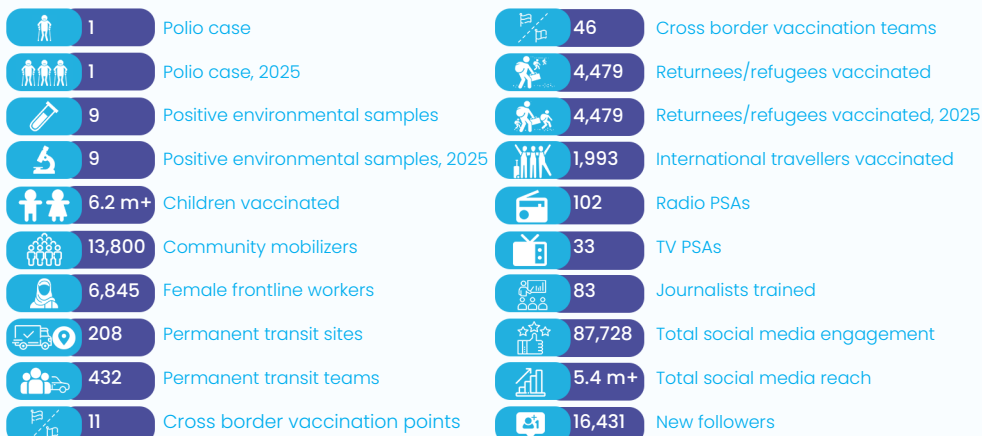 1 Polio case
1 Polio case, 2025
9 Positive environmental samples
9 Positive environmental samples, 2025
6.2 m+ Children vaccinated
13,800 Community mobilizers
6,845 Female frontline workers
208 Permanent transit sites
432 Permanent transit teams
11 Cross border vaccination points
46 Cross border vaccination teams
4,479 Returnees/refugees vaccinated
4,479 Returnees/refugees vaccinated, 2025
1,993 International travellers vaccinated
102 Radio PSAs
33 TV PSAs
83 Journalists trained
87,728 Total social media engagement
5.4 m+ Total social media reach
16,431 New followers